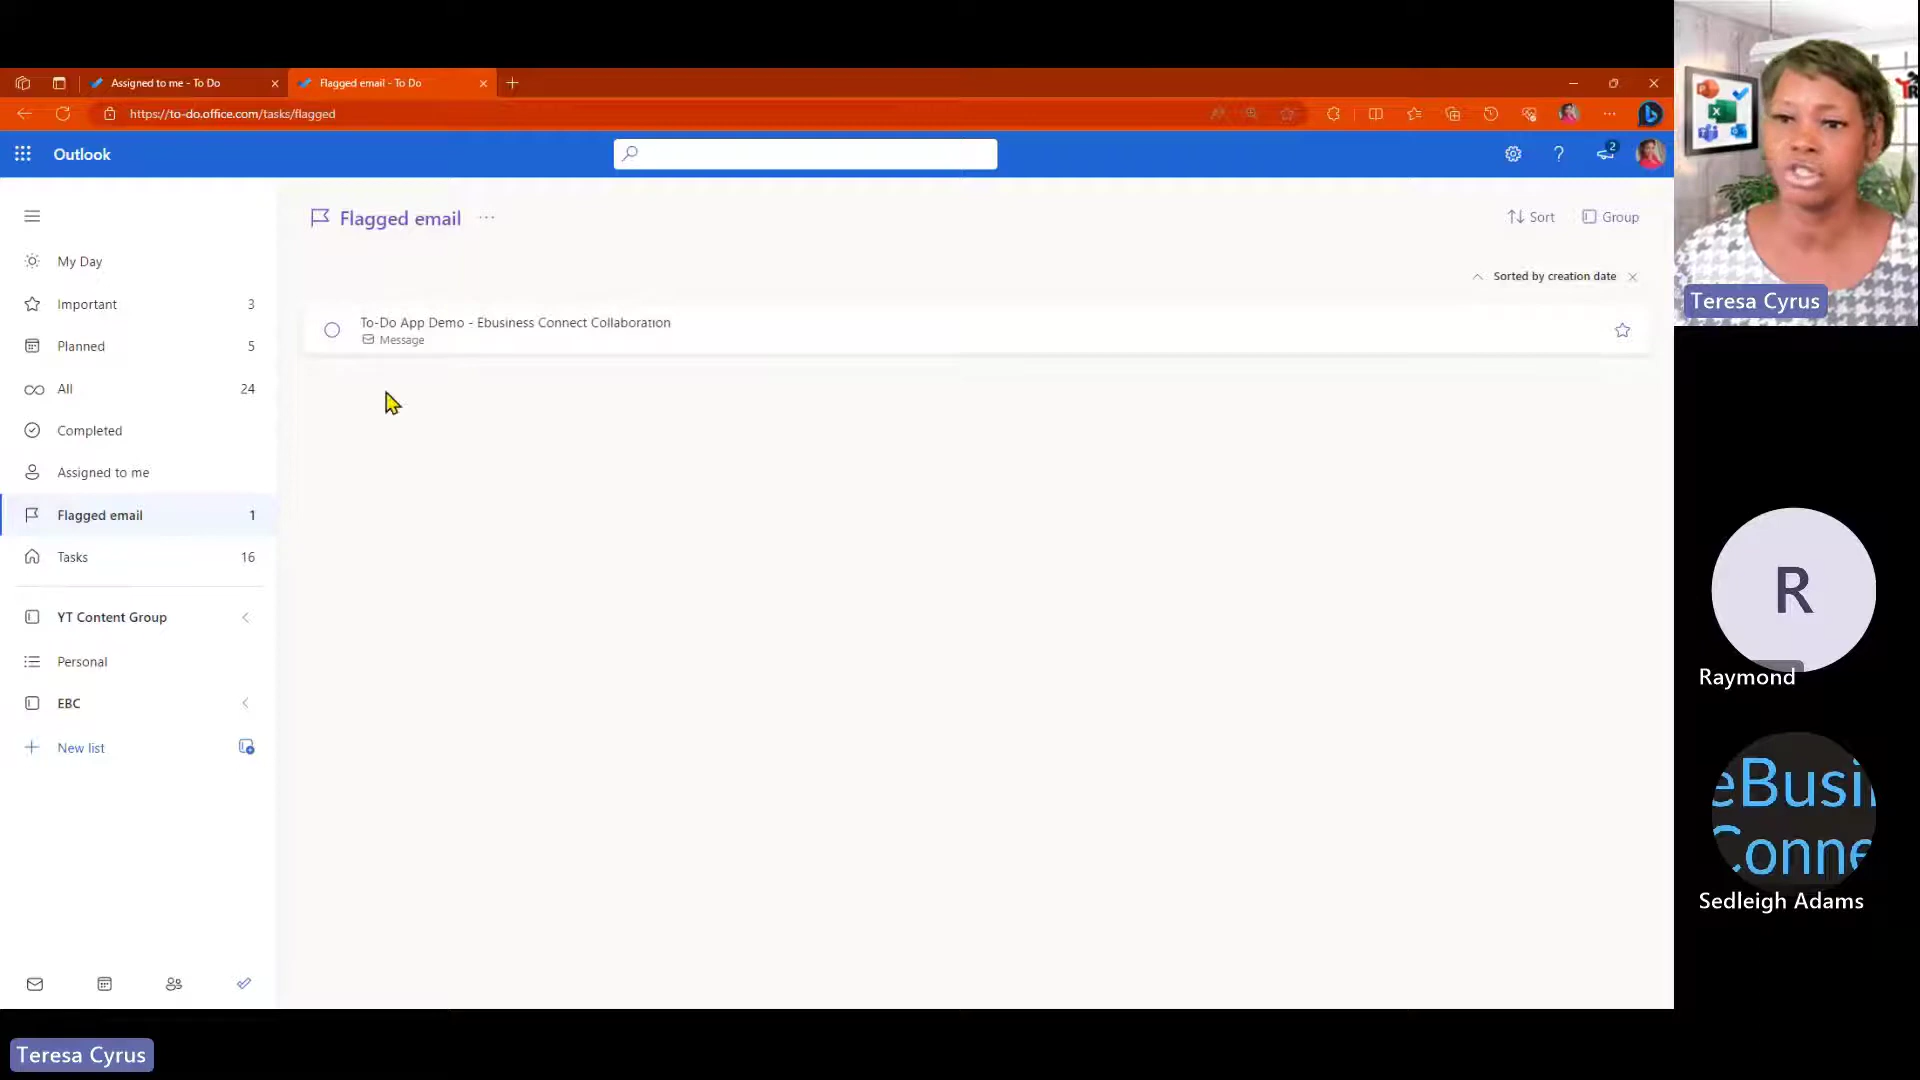 Assigned to me - To Do
Flagged email - To Do
https://to-do.office.com/tasks/flagged
Outlook
2
Flagged email
Sort
Group
Sorted by creation date
To-Do App Demo - Ebusiness Connect Collaboration
Message
My Day
Important 3
Planned 5
All 24
Completed
Assigned to me
Flagged email 1
Tasks 16
YT Content Group
Personal
EBC
New list
Teresa Cyrus
Teresa Cyrus
R
Raymond
eBusi
Conne
Sedleigh Adams